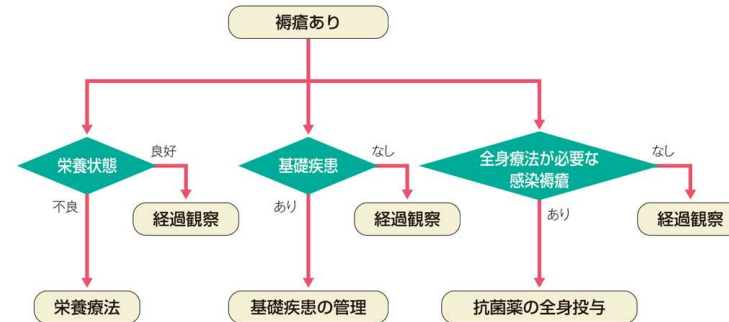 褥瘡あり
栄養状態
良好
不良
経過観察
栄養療法
基礎疾患
なし
あり
経過観察
基礎疾患の管理
全身療法が必要な
感染褥瘡
なし
あり
経過観察
抗菌薬の全身投与